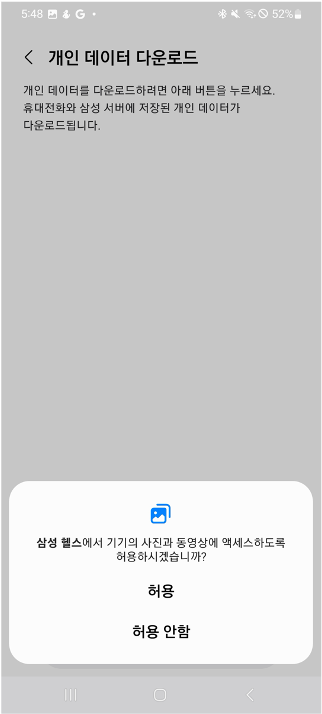 5:48 G 52%
개인 데이터 다운로드
개인 데이터를 다운로드하려면 아래 버튼을 누르세요.
휴대전화와 삼성 서버에 저장된 개인 데이터가
다운로드됩니다.
삼성 헬스에서 기기의 사진과 동영상에 액세스하도록
허용하시겠습니까?
허용
허용 안함